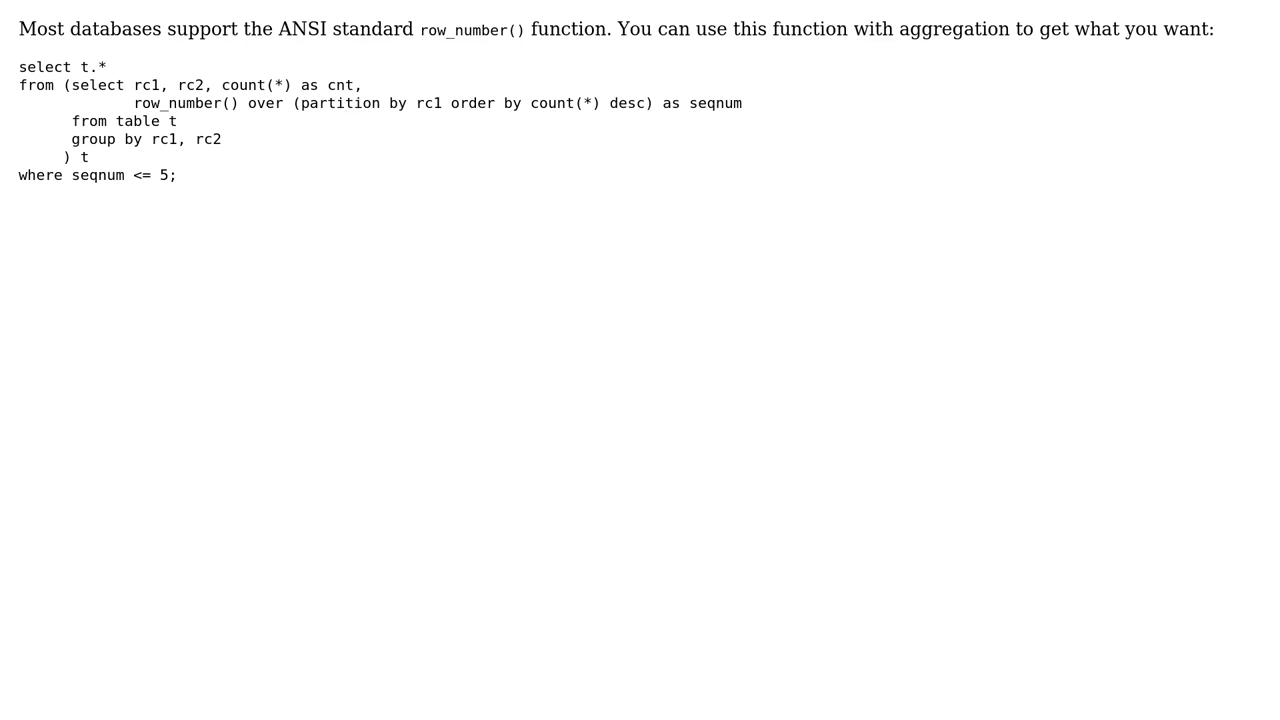 Most databases support the ANSI standard row_number() function. You can use this function with aggregation to get what you want:
select t.*
from (select rc1, rc2, count(*) as cnt,
             row_number() over (partition by rc1 order by count(*) desc) as seqnum
      from table t
      group by rc1, rc2
     ) t
where seqnum <= 5;